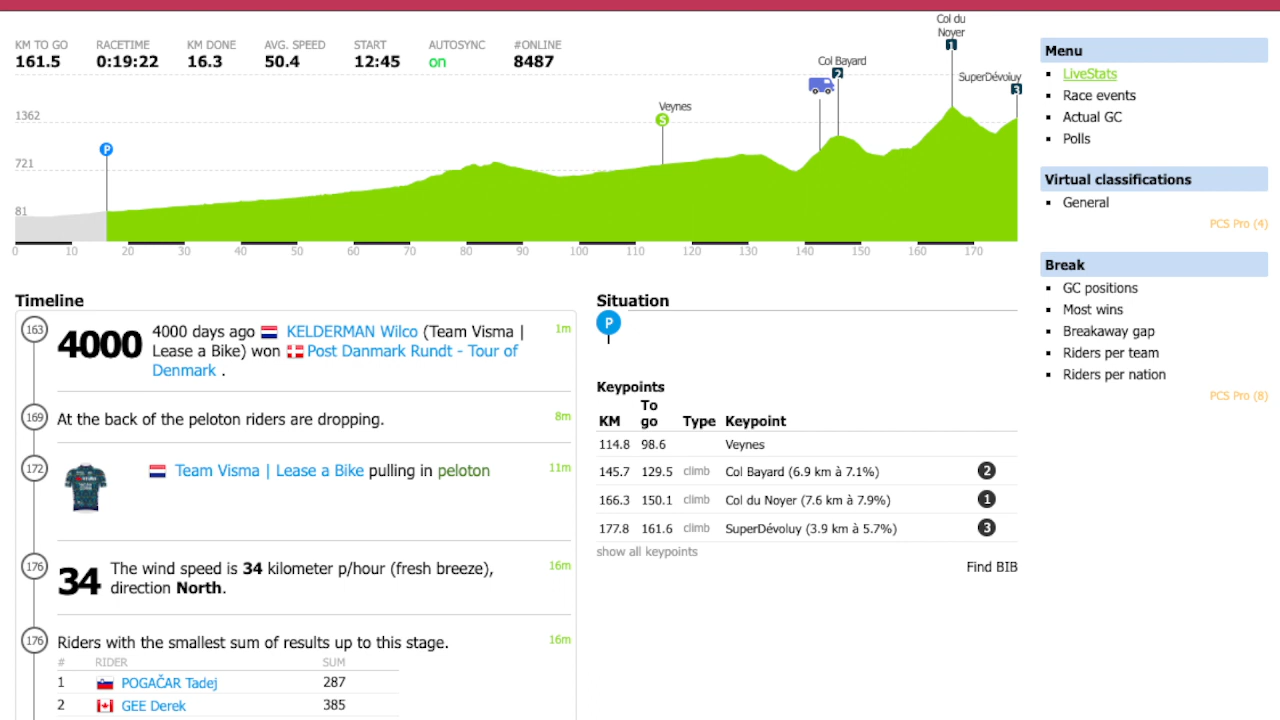 KM TO GO RACETIME KM DONE AVG. SPEED START AUTOSYNC #ONLINE
161.5 0:19:22 16.3 50.4 12:45 on 8487
Col du
Noyer
1
Col Bayard
2
SuperDévoluy
3
Veynes
S
P
1362
721
81
0 10 20 30 40 50 60 70 80 90 100 110 120 130 140 150 160 170
Menu
LiveStats
Race events
Actual GC
Polls
Virtual classifications
General
PCS Pro (4)
Break
GC positions
Most wins
Breakaway gap
Riders per team
Riders per nation
PCS Pro (8)
Timeline
163 4000 4000 days ago KELDERMAN Wilco (Team Visma | 1m
Lease a Bike) won Post Danmark Rundt - Tour of
Denmark .
169 At the back of the peloton riders are dropping. 8m
172 Team Visma | Lease a Bike pulling in peloton 11m
176 34 The wind speed is 34 kilometer p/hour (fresh breeze), 16m
direction North.
176 Riders with the smallest sum of results up to this stage. 16m
# RIDER SUM
1 POGAČAR Tadej 287
2 GEE Derek 385
Situation
P
Keypoints
KM To go Type Keypoint
114.8 98.6 Veynes
145.7 129.5 climb Col Bayard (6.9 km à 7.1%) 2
166.3 150.1 climb Col du Noyer (7.6 km à 7.9%) 1
177.8 161.6 climb SuperDévoluy (3.9 km à 5.7%) 3
show all keypoints
Find BIB